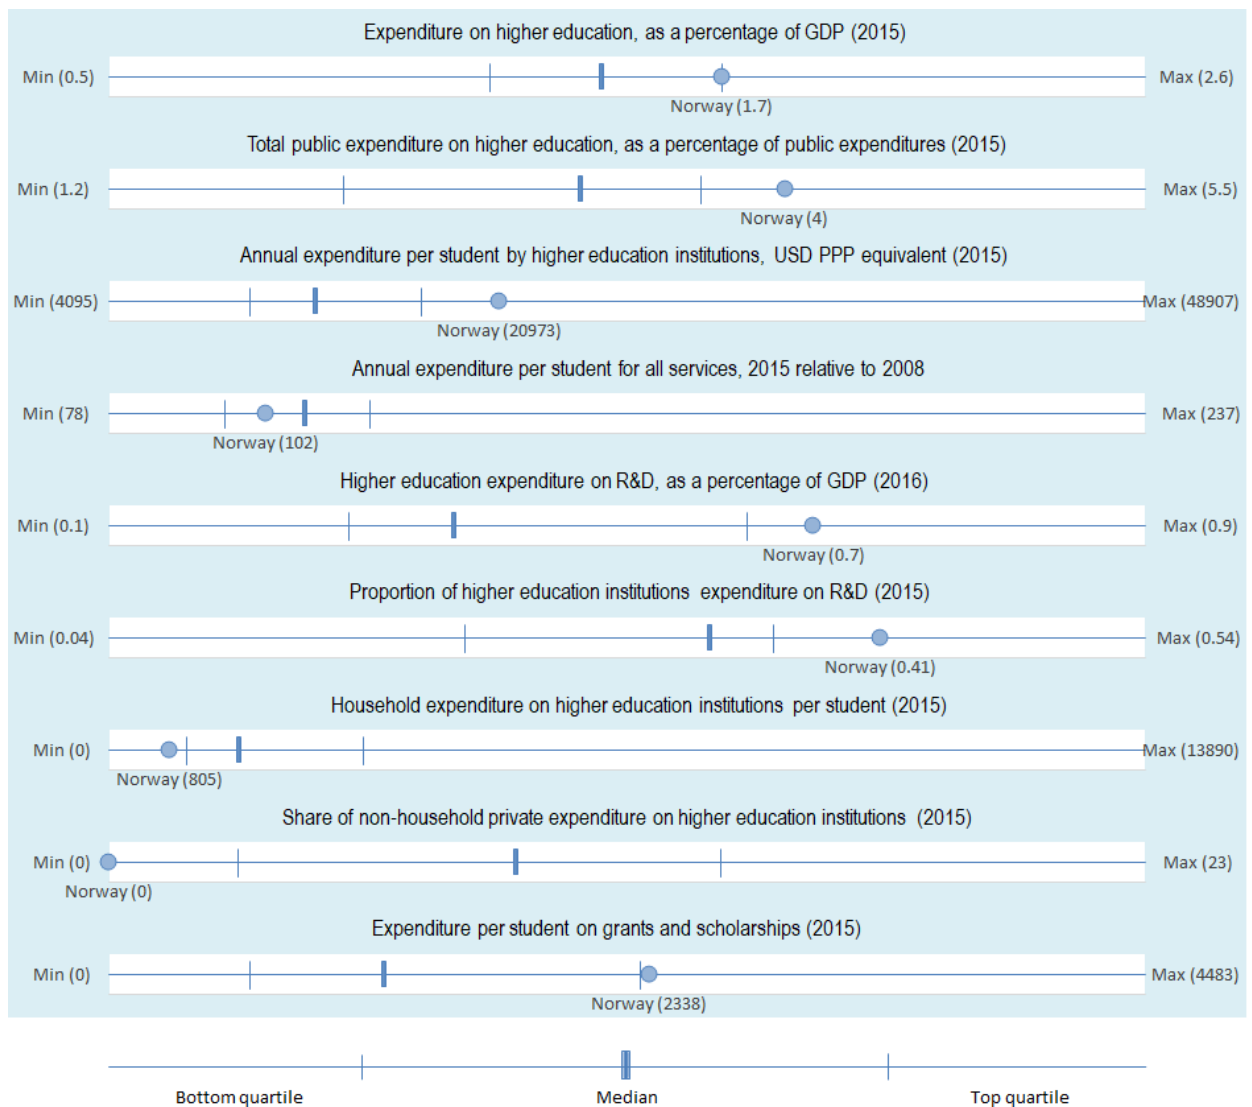 Expenditure on higher education, as a percentage of GDP (2015)
Min (0.5) Max (2.6)
Norway (1.7)
Total public expenditure on higher education, as a percentage of public expenditures (2015)
Min (1.2) Max (5.5)
Norway (4)
Annual expenditure per student by higher education institutions, USD PPP equivalent (2015)
Min (4095) Max (48907)
Norway (20973)
Annual expenditure per student for all services, 2015 relative to 2008
Min (78) Max (237)
Norway (102)
Higher education expenditure on R&D, as a percentage of GDP (2016)
Min (0.1) Max (0.9)
Norway (0.7)
Proportion of higher education institutions expenditure on R&D (2015)
Min (0.04) Max (0.54)
Norway (0.41)
Household expenditure on higher education institutions per student (2015)
Min (0) Max (13890)
Norway (805)
Share of non-household private expenditure on higher education institutions (2015)
Min (0) Max (23)
Norway (0)
Expenditure per student on grants and scholarships (2015)
Min (0) Max (4483)
Norway (2338)
Bottom quartile Median Top quartile